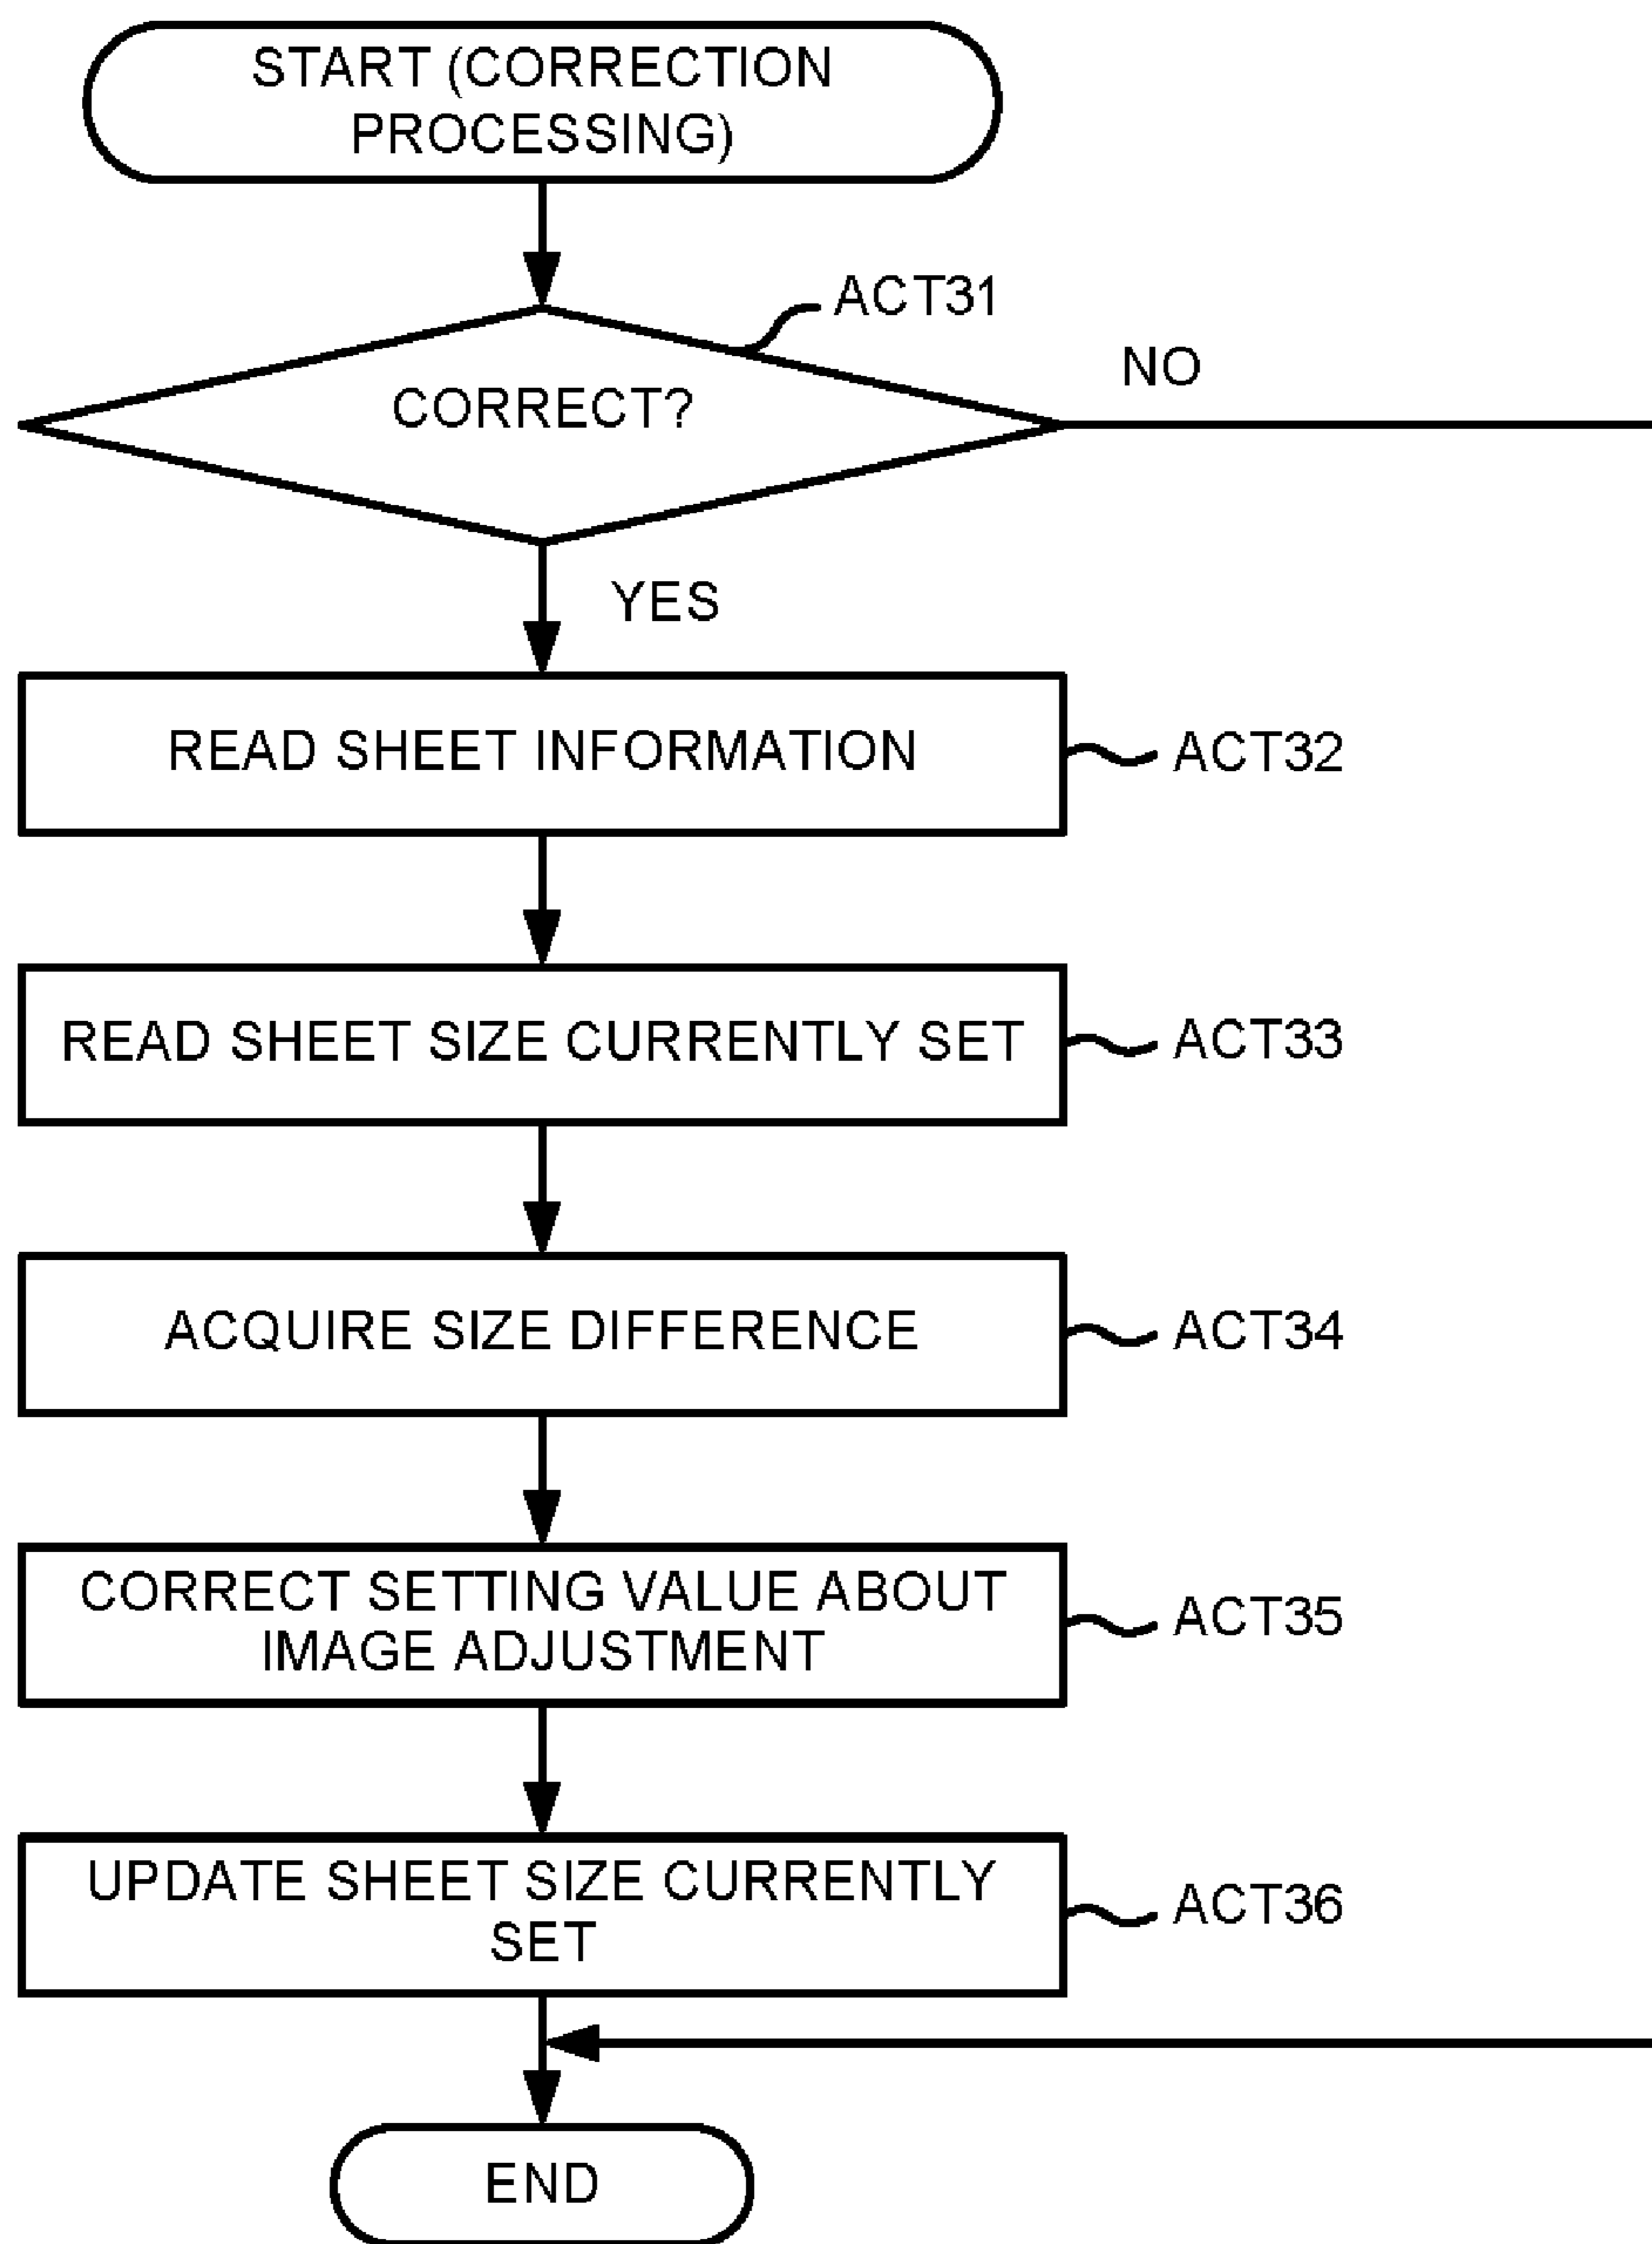 START (CORRECTION
PROCESSING)
ACT31
CORRECT?
NO
YES
READ SHEET INFORMATION
ACT32
READ SHEET SIZE CURRENTLY SET
ACT33
ACQUIRE SIZE DIFFERENCE
ACT34
CORRECT SETTING VALUE ABOUT
IMAGE ADJUSTMENT
ACT35
UPDATE SHEET SIZE CURRENTLY
SET
ACT36
END